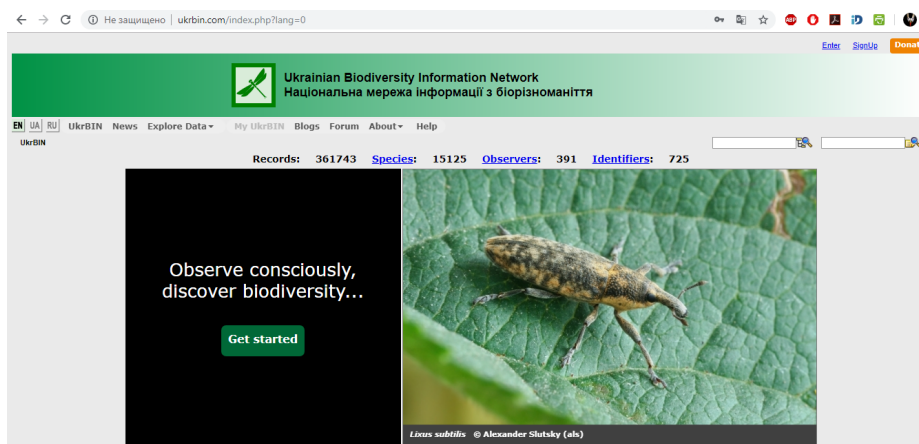 Не защищено | ukrbin.com/index.php?lang=0
ABP
Enter SignUp Donat
Ukrainian Biodiversity Information Network
Національна мережа інформації з біорізноманіття
EN UA RU UkrBIN News Explore Data My UkrBIN Blogs Forum About Help
UkrBIN
Records: 361743 Species: 15125 Observers: 391 Identifiers: 725
Observe consciously,
discover biodiversity...
Get started
Lixus subtilis © Alexander Slutsky (als)